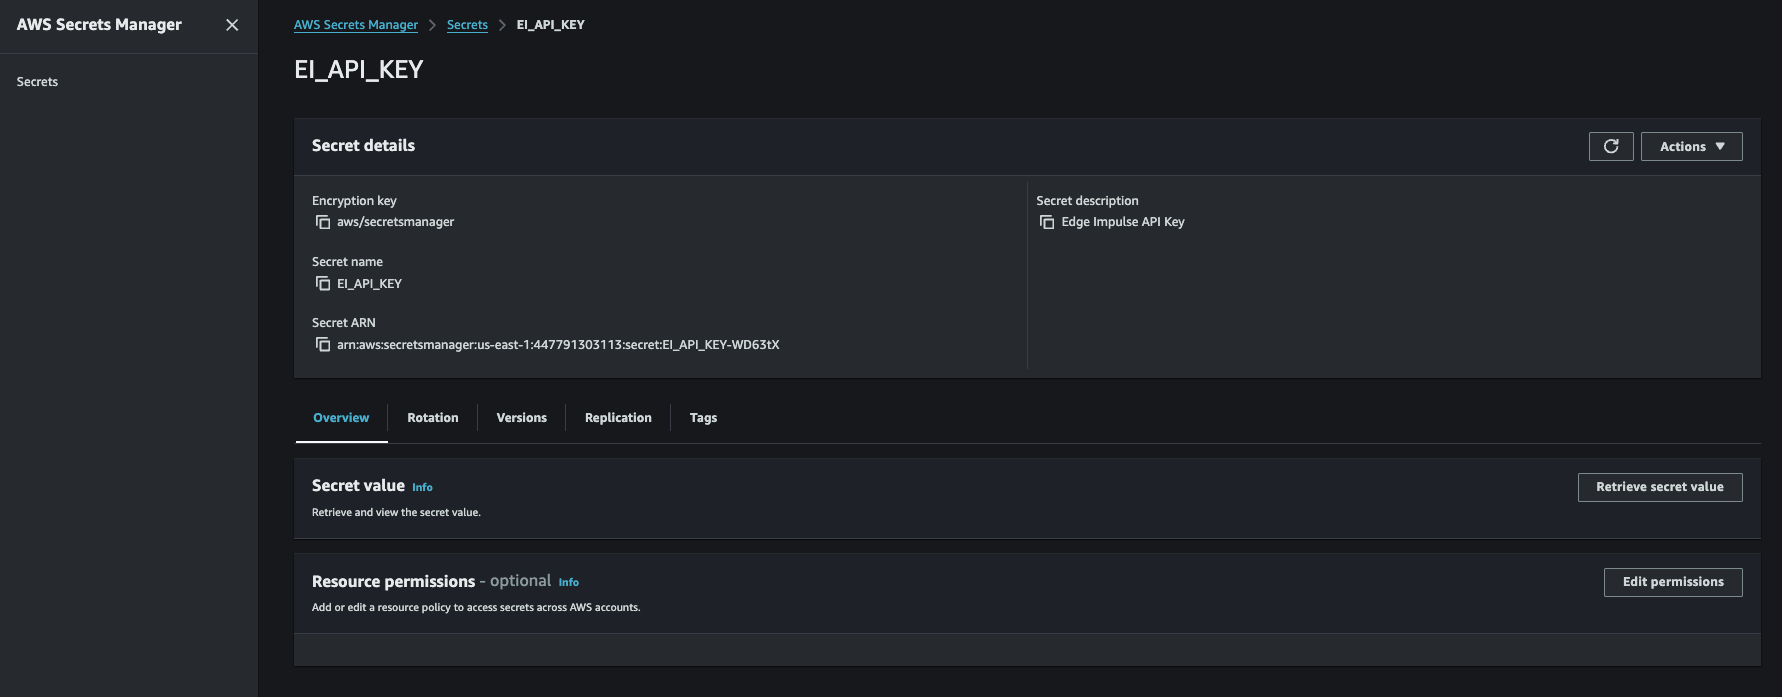 AWS Secrets Manager
Secrets
AWS Secrets Manager > Secrets > EI_API_KEY
EI_API_KEY
Secret details
Actions
Encryption key
aws/secretsmanager
Secret name
EI_API_KEY
Secret ARN
arn:aws:secretsmanager:us-east-1:447791303113:secret:EI_API_KEY-WD63tX
Secret description
Edge Impulse API Key
Overview
Rotation
Versions
Replication
Tags
Secret value Info
Retrieve and view the secret value.
Retrieve secret value
Resource permissions - optional Info
Add or edit a resource policy to access secrets across AWS accounts.
Edit permissions